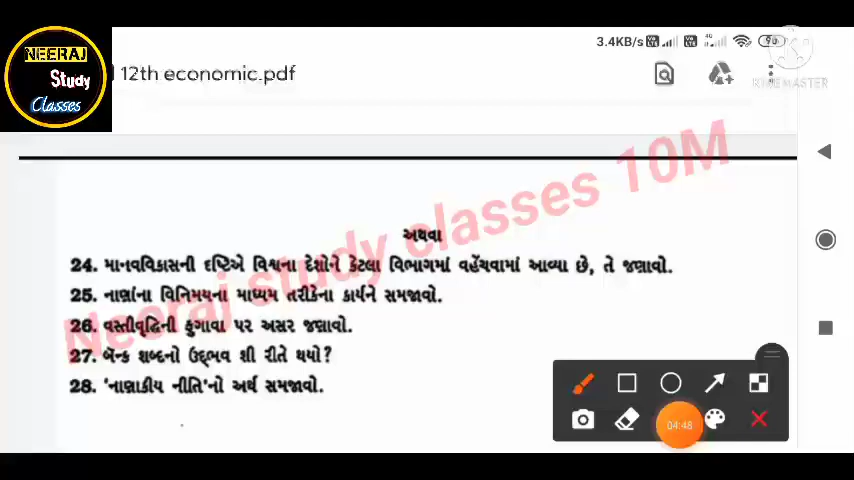 3.4KB/s
NEERAJ
Study
Classes
12th economic.pdf
KINEMASTER
Neeraj study classes 10M
અથવા
24. માનવવિકાસની દૃષ્ટિએ વિશ્વના દેશોને કેટલા વિભાગમાં વહેંચવામાં આવ્યા છે, તે જણાવો.
25. નાણાંના વિનિમયના માધ્યમ તરીકેના કાર્યને સમજાવો.
26. વસ્તીવૃદ્ધિની ફુગાવા પર અસર જણાવો.
27. બૅન્ક શબ્દનો ઉદ્ભવ શી રીતે થયો?
28. 'નાણાકીય નીતિ'નો અર્થ સમજાવો.
04:48